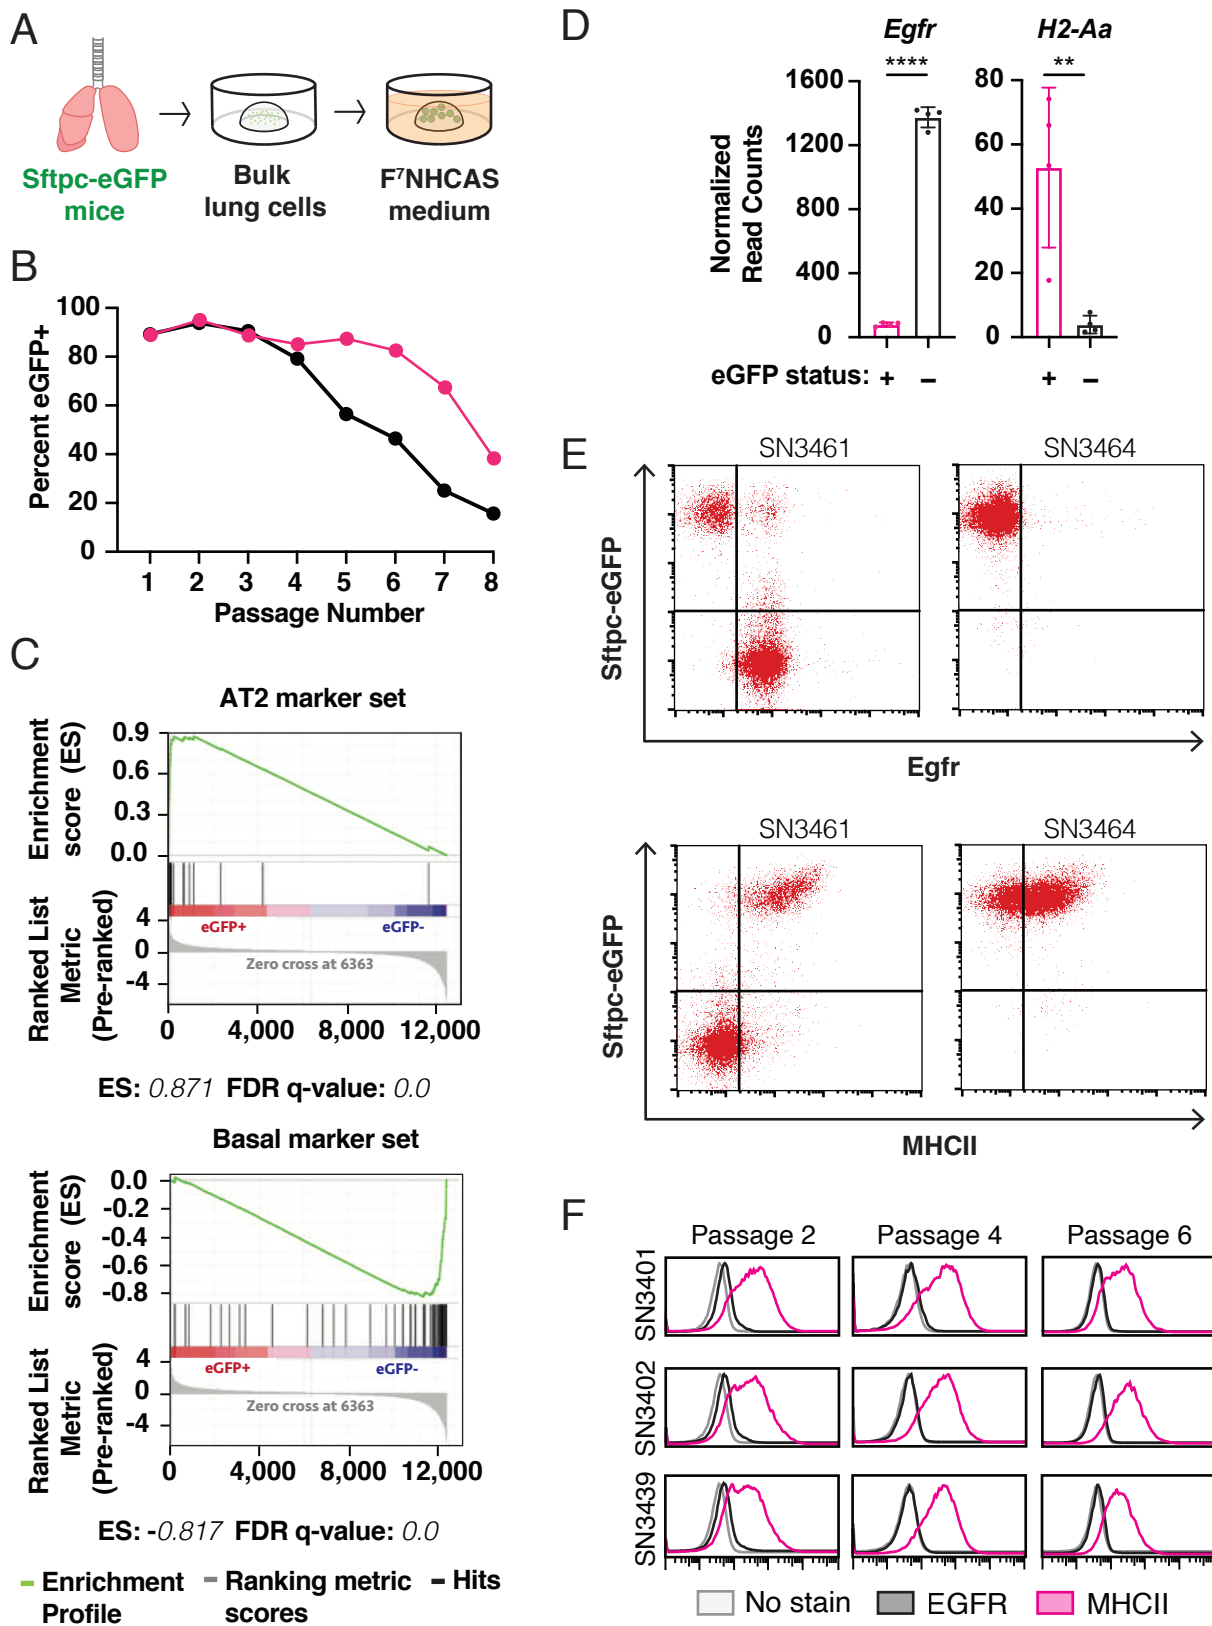 A
Sftpc-eGFP
mice
Bulk
lung cells
F⁷NHCAS
medium
B
Percent eGFP+
100
80
60
40
20
0
1 2 3 4 5 6 7 8
Passage Number
C
AT2 marker set
Enrichment
score (ES)
0.9
0.6
0.3
0.0
Ranked List
Metric
(Pre-ranked)
4
0
-4
eGFP+
eGFP-
Zero cross at 6363
0 4,000 8,000 12,000
ES: 0.871 FDR q-value: 0.0
Basal marker set
Enrichment
score (ES)
0.0
-0.2
-0.4
-0.6
-0.8
Ranked List
Metric
(Pre-ranked)
4
0
-4
eGFP+
eGFP-
Zero cross at 6363
0 4,000 8,000 12,000
ES: -0.817 FDR q-value: 0.0
Enrichment
Profile
Ranking metric
scores
Hits
D
Normalized
Read Counts
Egfr
****
1600
1200
800
400
0
H2-Aa
**
80
60
40
20
0
eGFP status: + − + −
E
SN3461
SN3464
Sftpc-eGFP
Egfr
SN3461
SN3464
Sftpc-eGFP
MHCII
F
Passage 2
Passage 4
Passage 6
SN3401
SN3402
SN3439
No stain
EGFR
MHCII